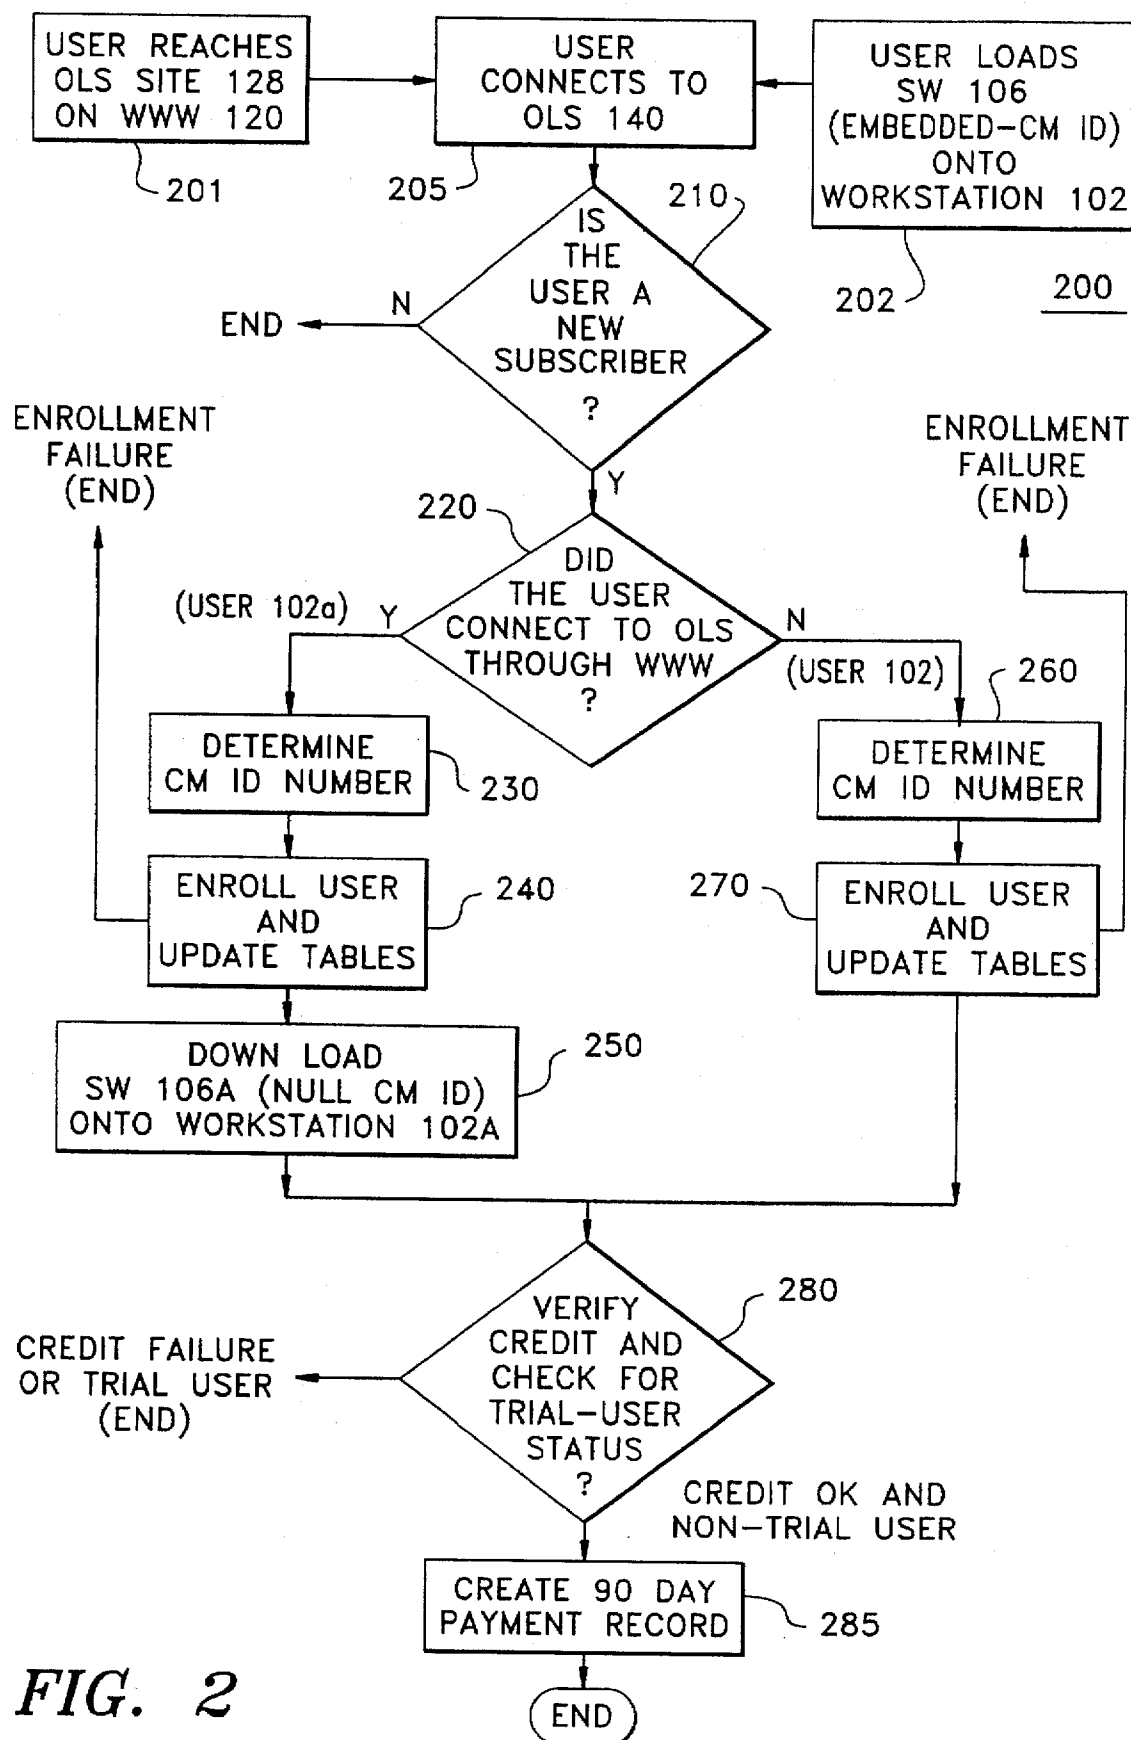 USER REACHES
OLS SITE 128
ON WWW 120
201
USER
CONNECTS TO
OLS 140
205
USER LOADS
SW 106
(EMBEDDED-CM ID)
ONTO
WORKSTATION 102
202
200
210
IS
THE
USER A
NEW
SUBSCRIBER
?
N
END
Y
ENROLLMENT
FAILURE
(END)
ENROLLMENT
FAILURE
(END)
220
DID
THE USER
CONNECT TO OLS
THROUGH WWW
?
(USER 102a)
Y
N
(USER 102)
DETERMINE
CM ID NUMBER
230
260
DETERMINE
CM ID NUMBER
ENROLL USER
AND
UPDATE TABLES
240
270
ENROLL USER
AND
UPDATE TABLES
DOWN LOAD
SW 106A (NULL CM ID)
ONTO WORKSTATION 102A
250
280
VERIFY
CREDIT AND
CHECK FOR
TRIAL-USER
STATUS
?
CREDIT FAILURE
OR TRIAL USER
(END)
CREDIT OK AND
NON-TRIAL USER
CREATE 90 DAY
PAYMENT RECORD
285
END
FIG. 2